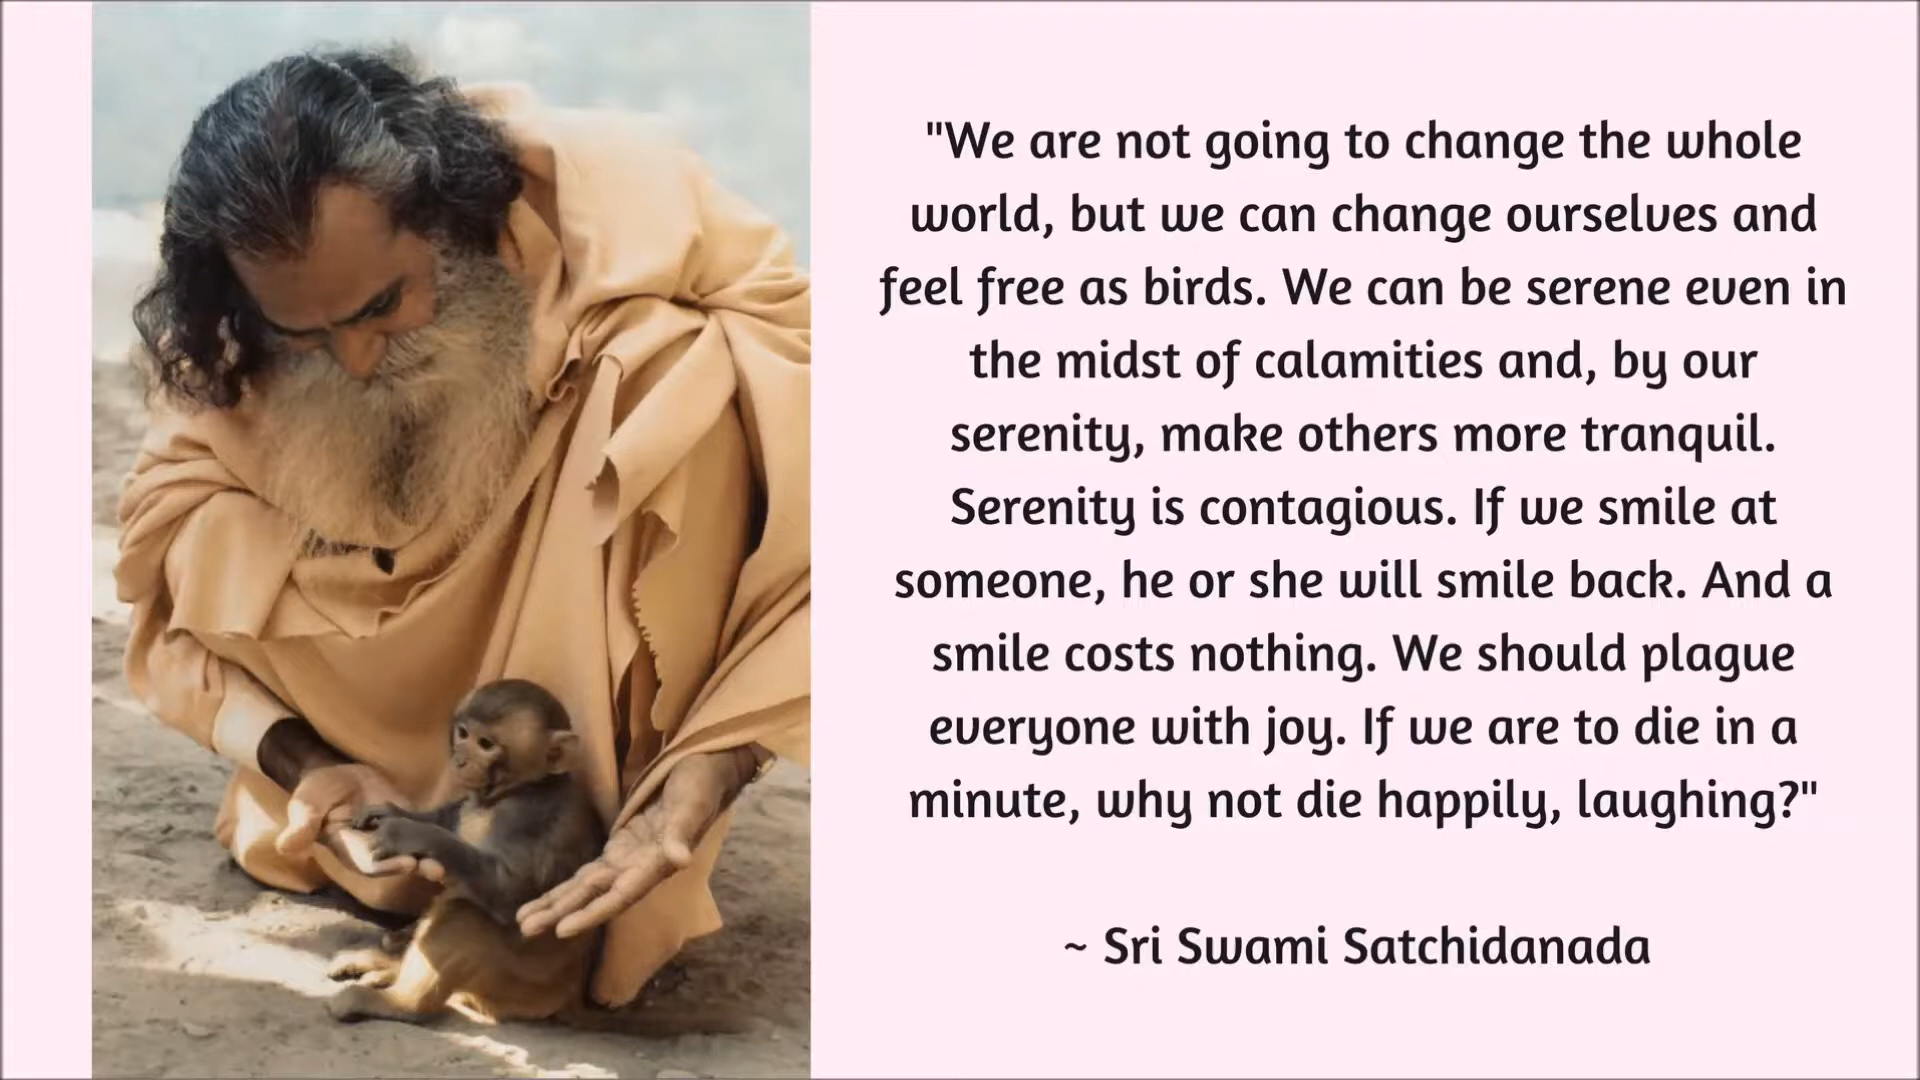 "We are not going to change the whole
world, but we can change ourselves and
feel free as birds. We can be serene even in
the midst of calamities and, by our
serenity, make others more tranquil.
Serenity is contagious. If we smile at
someone, he or she will smile back. And a
smile costs nothing. We should plague
everyone with joy. If we are to die in a
minute, why not die happily, laughing?"
~ Sri Swami Satchidanada